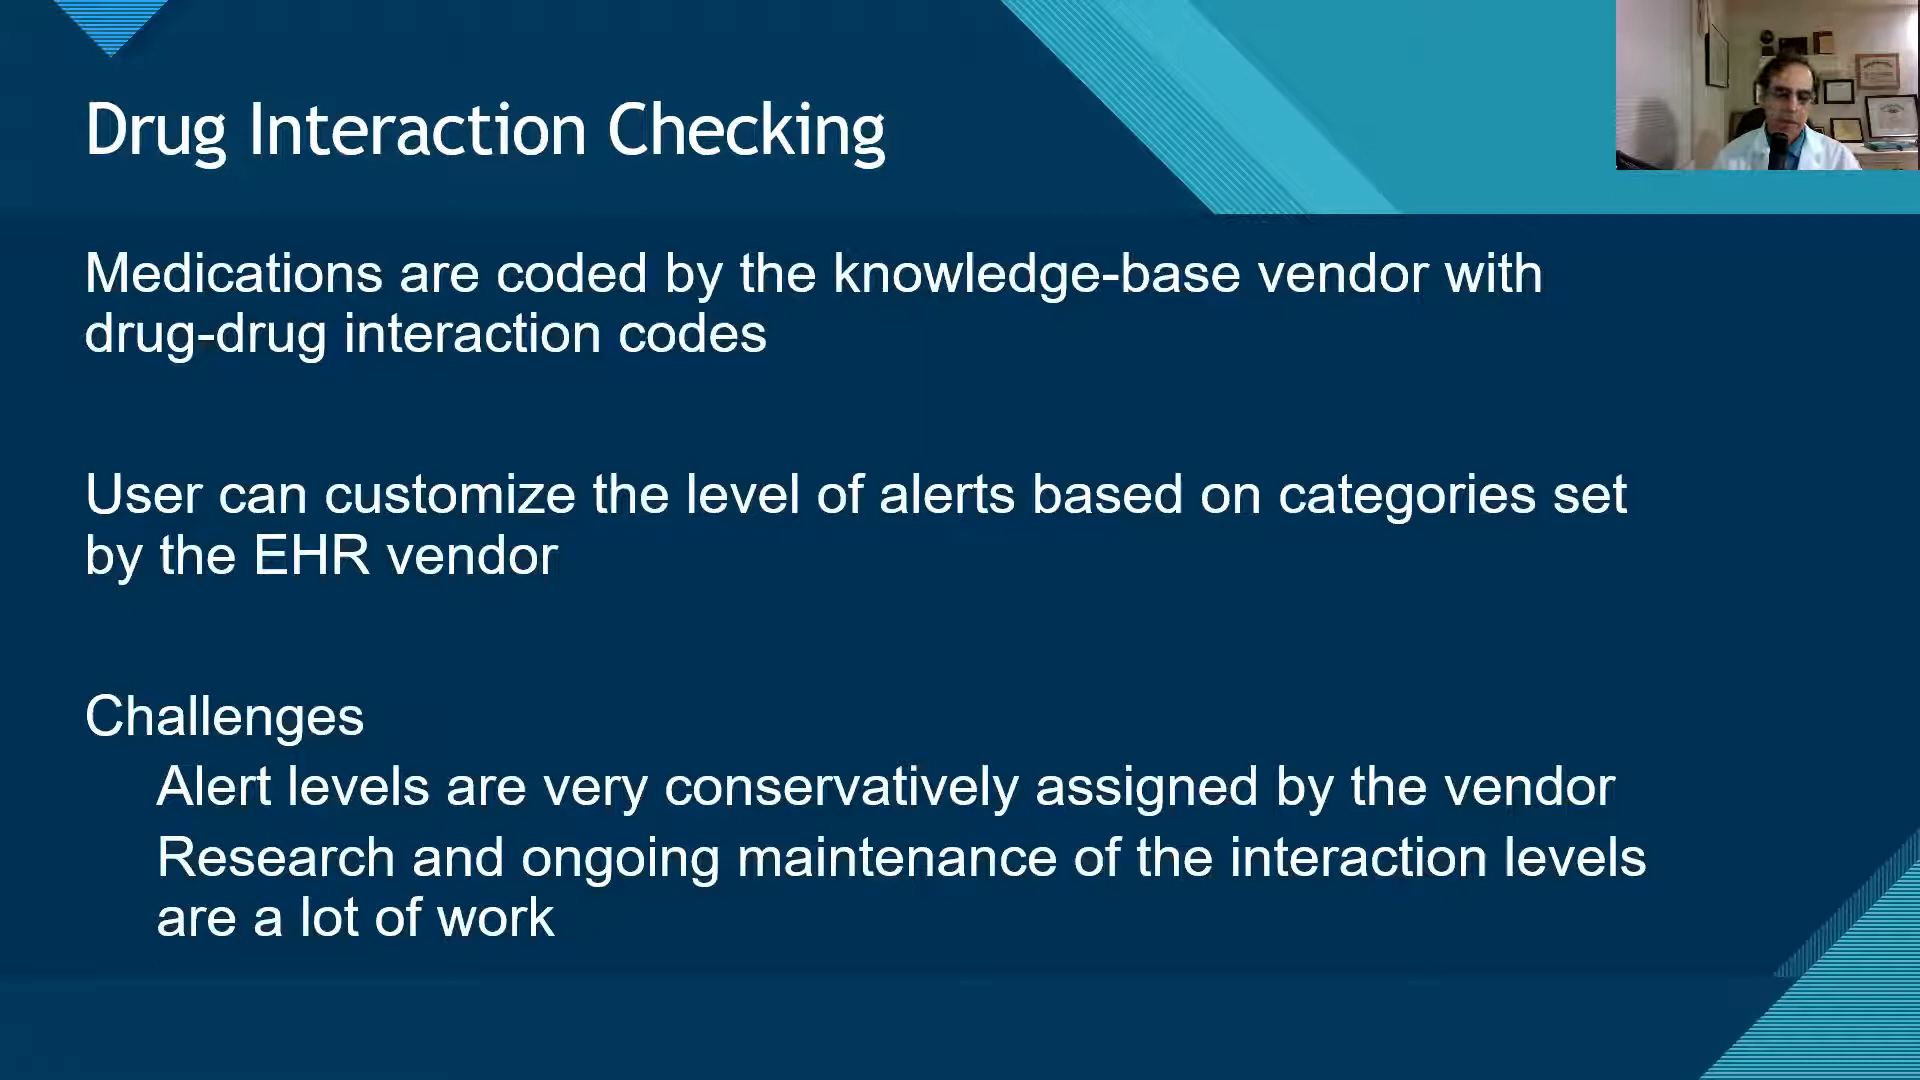 Drug Interaction Checking
Medications are coded by the knowledge-base vendor with
drug-drug interaction codes
User can customize the level of alerts based on categories set
by the EHR vendor
Challenges
Alert levels are very conservatively assigned by the vendor
Research and ongoing maintenance of the interaction levels
are a lot of work